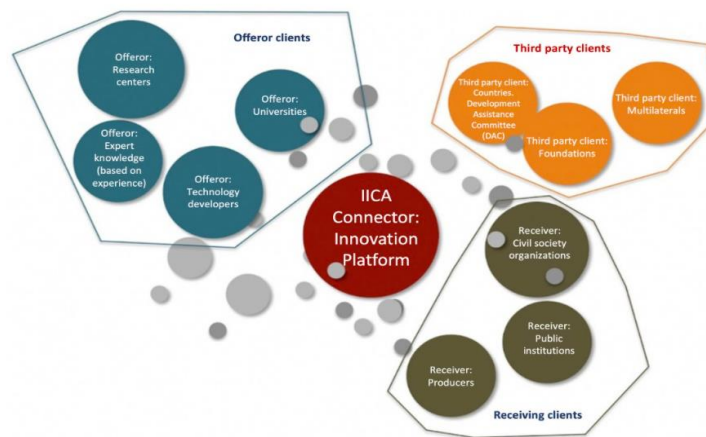 Offeror clients
Offeror:
Research
centers
Offeror:
Universities
Offeror:
Expert
knowledge
(based on
experience)
Offeror:
Technology
developers
Third party clients
Third party client:
Countries.
Development
Assistance
Committee
(DAC)
Third party client:
Foundations
Third party client:
Multilaterals
IICA
Connector:
Innovation
Platform
Receiver:
Civil society
organizations
Receiver:
Public
institutions
Receiver:
Producers
Receiving clients